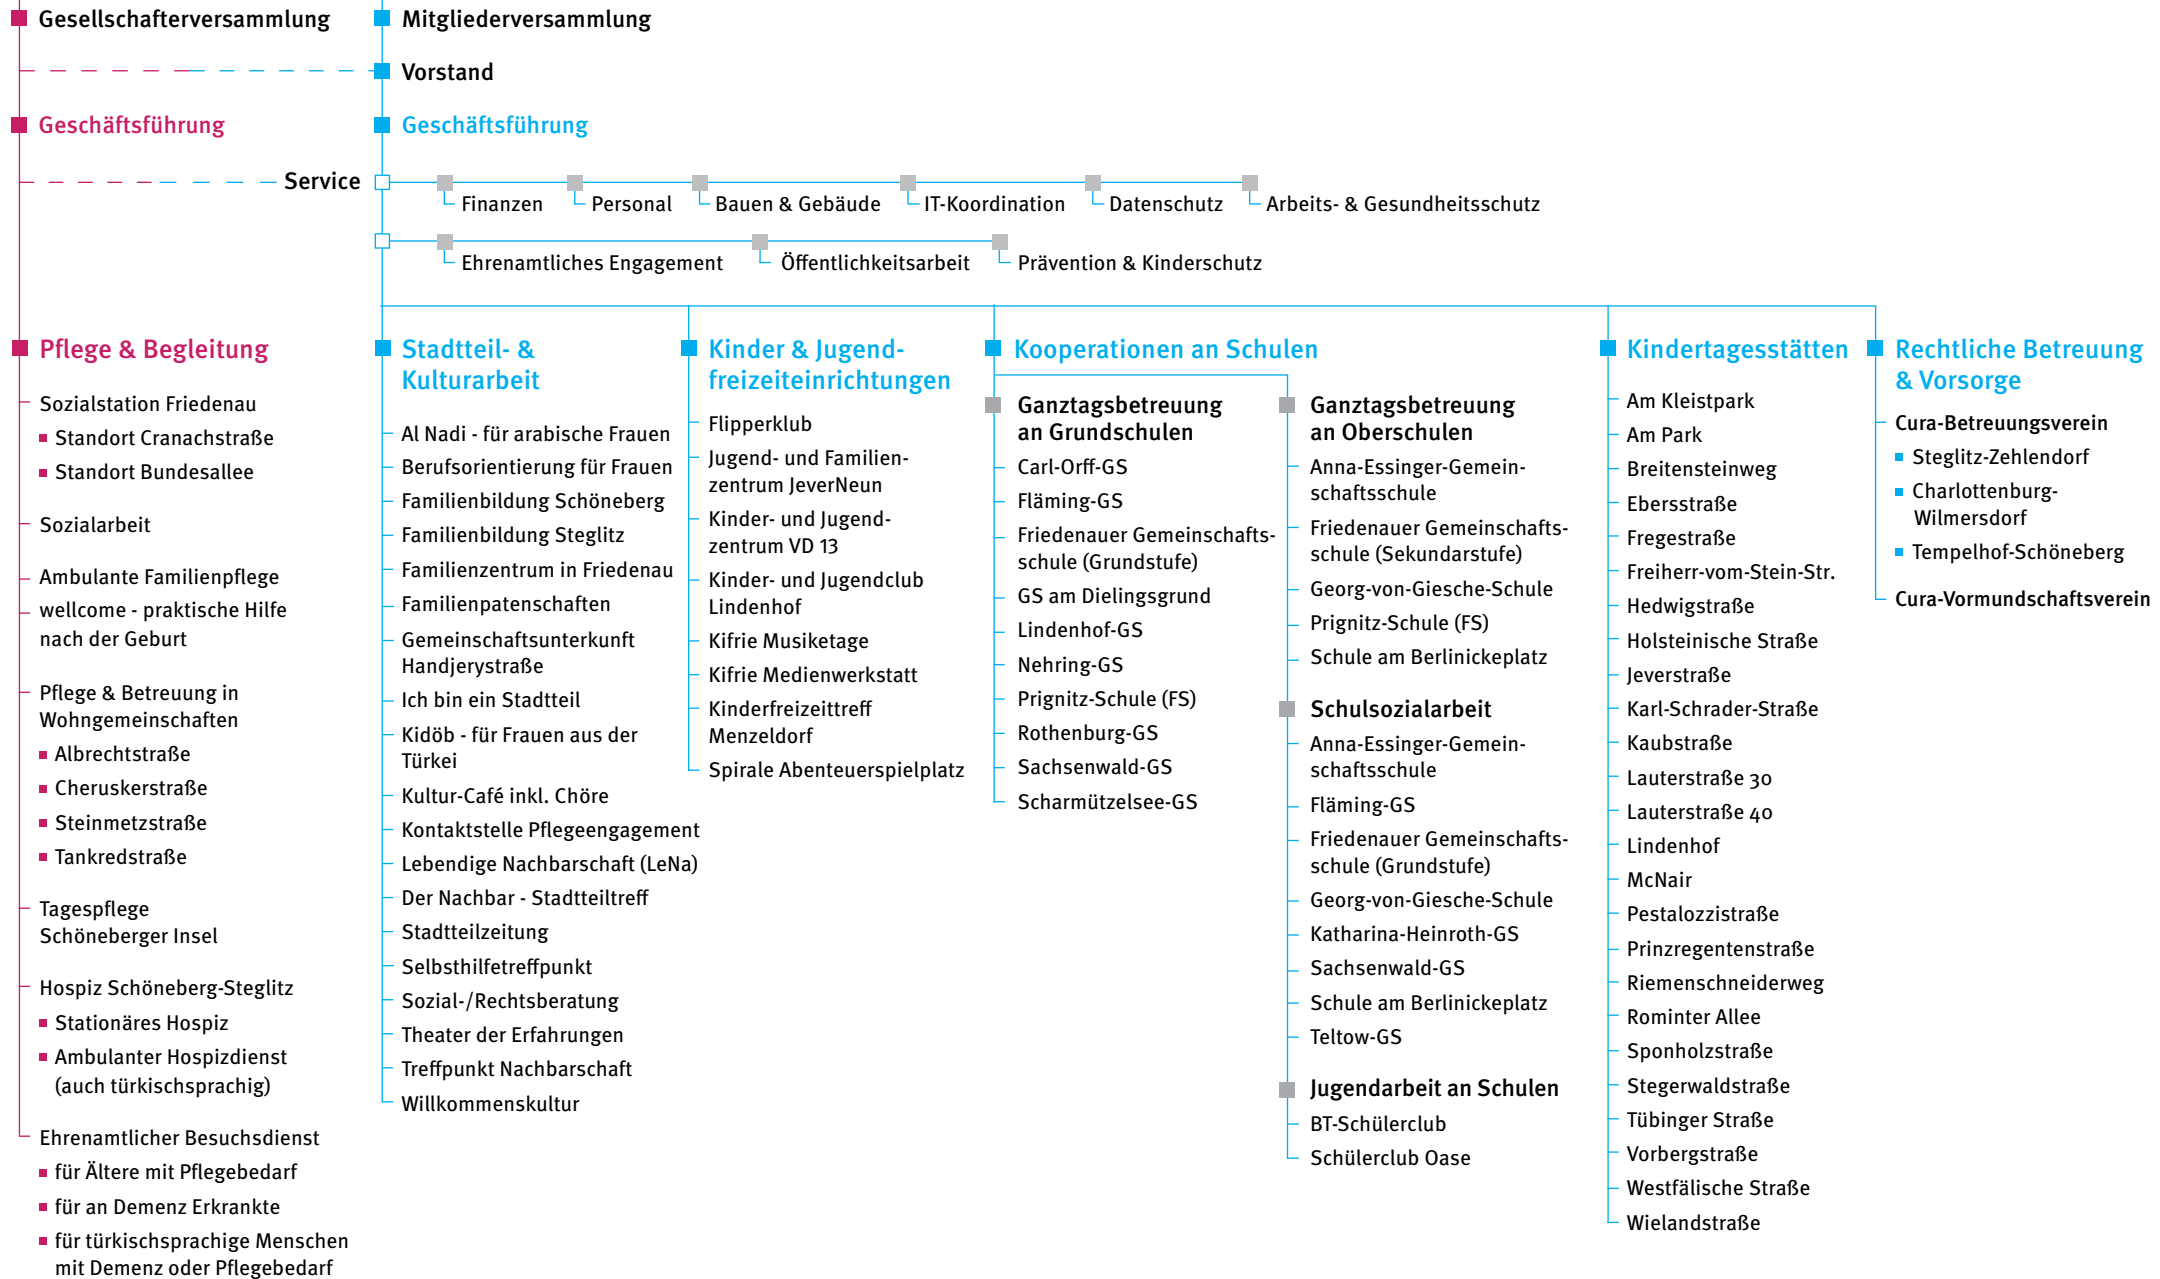 Gesellschafterversammlung
Mitgliederversammlung
Vorstand
Geschäftsführung
Geschäftsführung
Service
Finanzen
Personal
Bauen & Gebäude
IT-Koordination
Datenschutz
Arbeits- & Gesundheitsschutz
Ehrenamtliches Engagement
Öffentlichkeitsarbeit
Prävention & Kinderschutz
Pflege & Begleitung
Sozialstation Friedenau
Standort Cranachstraße
Standort Bundesallee
Sozialarbeit
Ambulante Familienpflege
wellcome - praktische Hilfe
nach der Geburt
Pflege & Betreuung in
Wohngemeinschaften
Albrechtstraße
Cheruskerstraße
Steinmetzstraße
Tankredstraße
Tagespflege
Schöneberger Insel
Hospiz Schöneberg-Steglitz
Stationäres Hospiz
Ambulanter Hospizdienst
(auch türkischsprachig)
Ehrenamtlicher Besuchsdienst
für Ältere mit Pflegebedarf
für an Demenz Erkrankte
für türkischsprachige Menschen
mit Demenz oder Pflegebedarf
Stadtteil- &
Kulturarbeit
Al Nadi - für arabische Frauen
Berufsorientierung für Frauen
Familienbildung Schöneberg
Familienbildung Steglitz
Familienzentrum in Friedenau
Familienpatenschaften
Gemeinschaftsunterkunft
Handjerystraße
Ich bin ein Stadtteil
Kidöb - für Frauen aus der
Türkei
Kultur-Café inkl. Chöre
Kontaktstelle Pflegeengagement
Lebendige Nachbarschaft (LeNa)
Der Nachbar - Stadtteiltreff
Stadtteilzeitung
Selbsthilfetreffpunkt
Sozial-/Rechtsberatung
Theater der Erfahrungen
Treffpunkt Nachbarschaft
Willkommenskultur
Kinder & Jugend-
freizeiteinrichtungen
Flipperklub
Jugend- und Familien-
zentrum JeverNeun
Kinder- und Jugend-
zentrum VD 13
Kinder- und Jugendclub
Lindenhof
Kifrie Musiketage
Kifrie Medienwerkstatt
Kinderfreizeittreff
Menzeldorf
Spirale Abenteuerspielplatz
Kooperationen an Schulen
Ganztagsbetreuung
an Grundschulen
Carl-Orff-GS
Fläming-GS
Friedenauer Gemeinschafts-
schule (Grundstufe)
GS am Dielingsgrund
Lindenhof-GS
Nehring-GS
Prignitz-Schule (FS)
Rothenburg-GS
Sachsenwald-GS
Scharmützelsee-GS
Ganztagsbetreuung
an Oberschulen
Anna-Essinger-Gemein-
schaftsschule
Friedenauer Gemeinschafts-
schule (Sekundarstufe)
Georg-von-Giesche-Schule
Prignitz-Schule (FS)
Schule am Berlinickeplatz
Schulsozialarbeit
Anna-Essinger-Gemein-
schaftsschule
Fläming-GS
Friedenauer Gemeinschafts-
schule (Grundstufe)
Georg-von-Giesche-Schule
Katharina-Heinroth-GS
Sachsenwald-GS
Schule am Berlinickeplatz
Teltow-GS
Jugendarbeit an Schulen
BT-Schülerclub
Schülerclub Oase
Kindertagesstätten
Am Kleistpark
Am Park
Breitensteinweg
Ebersstraße
Fregestraße
Freiherr-vom-Stein-Str.
Hedwigstraße
Holsteinische Straße
Jeverstraße
Karl-Schrader-Straße
Kaubstraße
Lauterstraße 30
Lauterstraße 40
Lindenhof
McNair
Pestalozzistraße
Prinzregentenstraße
Riemenschneiderweg
Rominter Allee
Sponholzstraße
Stegerwaldstraße
Tübinger Straße
Vorbergstraße
Westfälische Straße
Wielandstraße
Rechtliche Betreuung
& Vorsorge
Cura-Betreuungsverein
Steglitz-Zehlendorf
Charlottenburg-
Wilmersdorf
Tempelhof-Schöneberg
Cura-Vormundschaftsverein